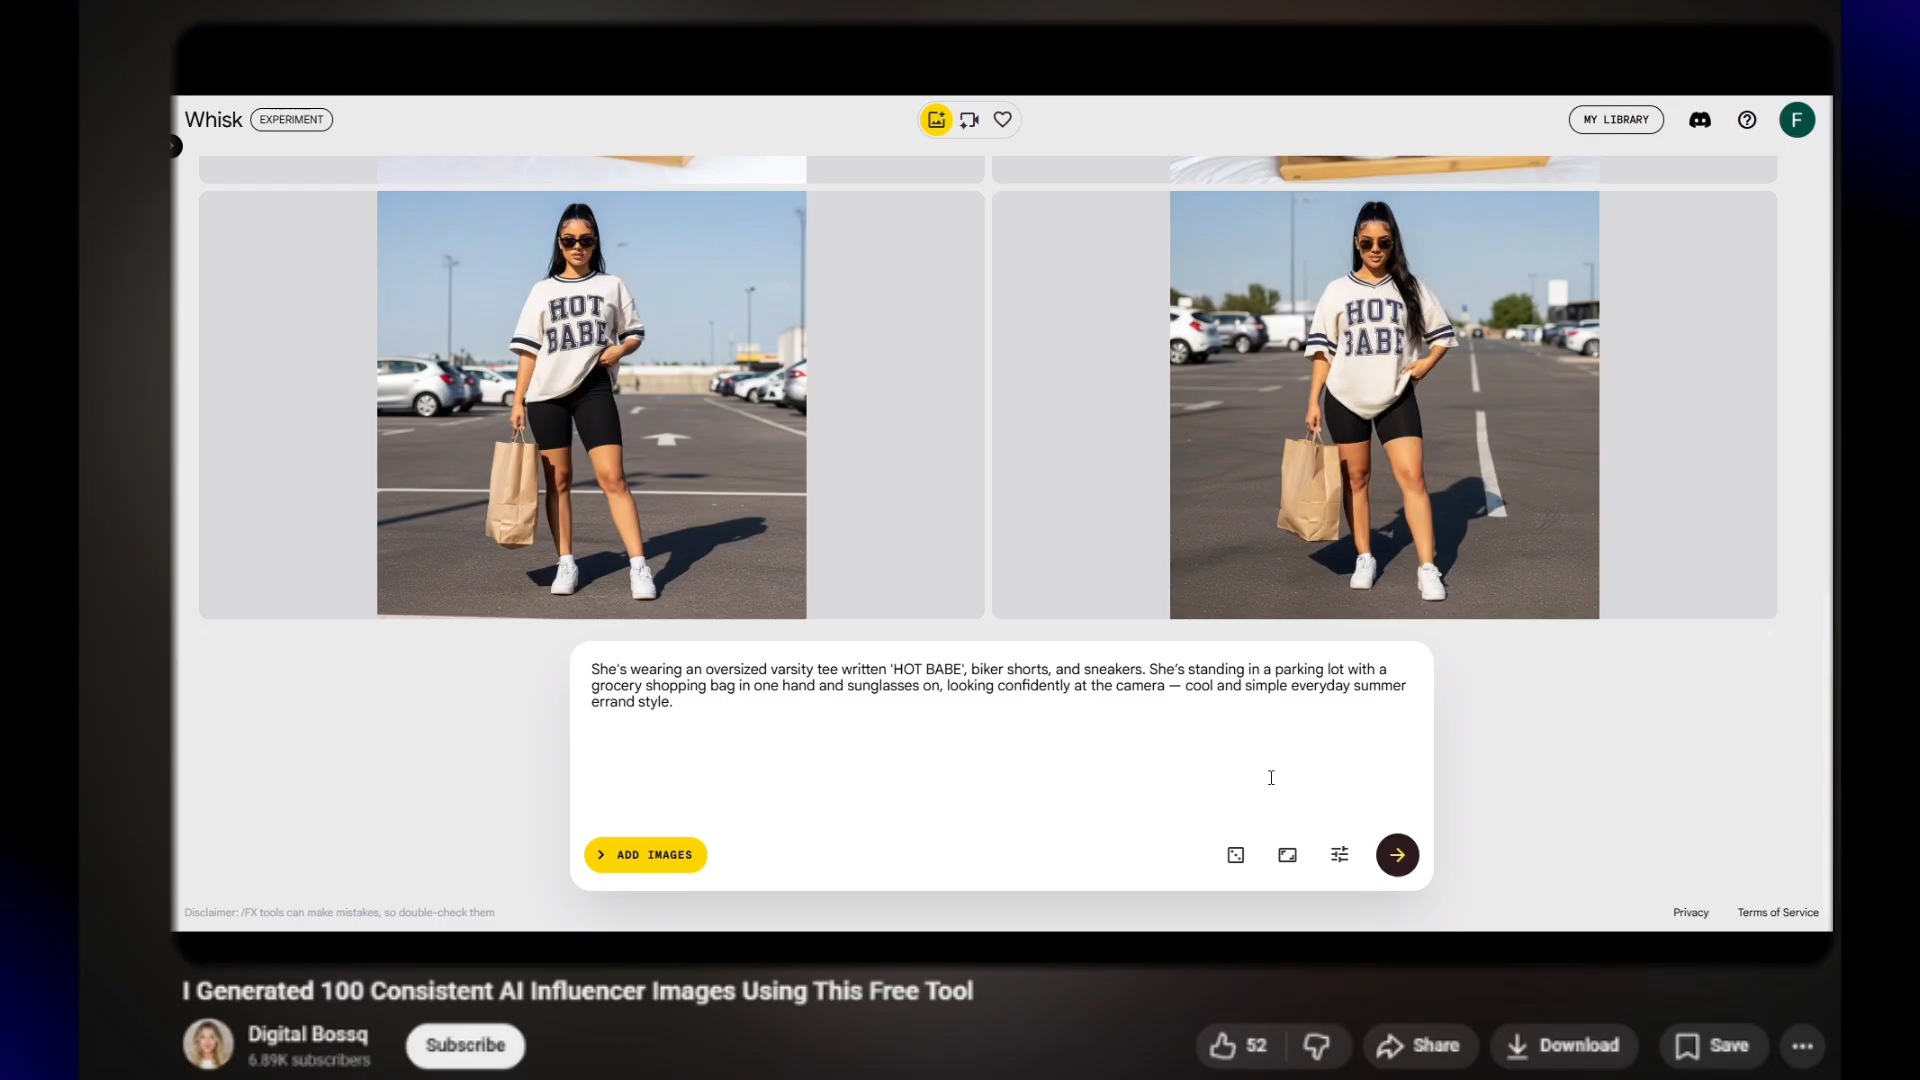 Whisk EXPERIMENT
MY LIBRARY
F
HOT
BABE
HOT
BABE
She's wearing an oversized varsity tee written 'HOT BABE', biker shorts, and sneakers. She's standing in a parking lot with a
grocery shopping bag in one hand and sunglasses on, looking confidently at the camera — cool and simple everyday summer
errand style.
ADD IMAGES
Disclaimer: /FX tools can make mistakes, so double-check them
Privacy
Terms of Service
I Generated 100 Consistent AI Influencer Images Using This Free Tool
Digital Bossq
6.89K subscribers
Subscribe
52
Share
Download
Save